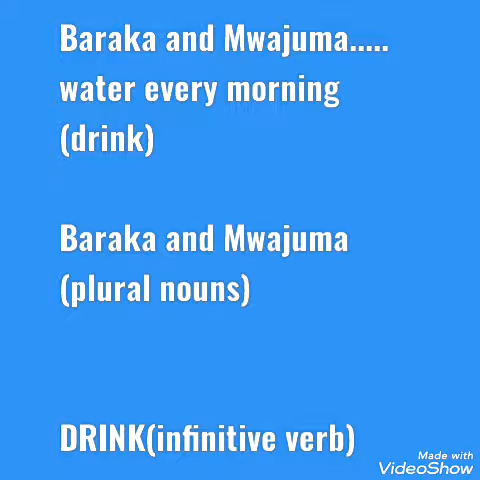 Baraka and Mwajuma.....
water every morning
(drink)
Baraka and Mwajuma
(plural nouns)
DRINK(infinitive verb)
Made with
VideoShow